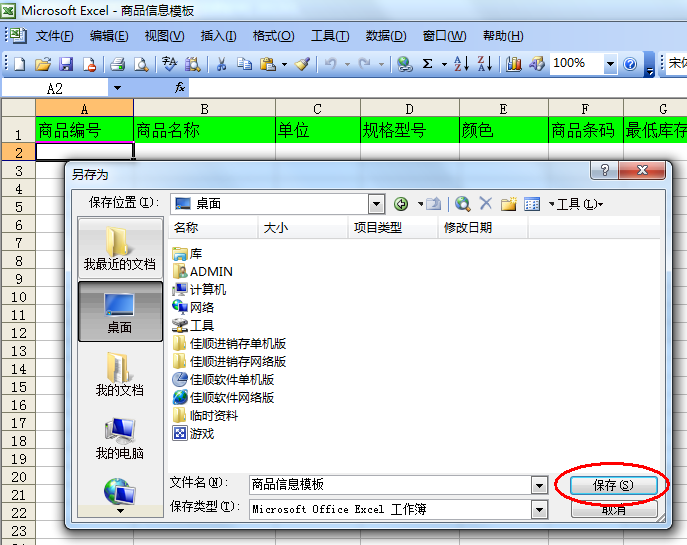 Microsoft Excel - 商品信息模板
文件(F) 编辑(E) 视图(V) 插入(I) 格式(O) 工具(T) 数据(D) 窗口(W) 帮助(H)
Σ 100% 宋体
A2 fx
A B C D E F G
1 商品编号 商品名称 单位 规格型号 颜色 商品条码 最低库存
2
3
4
5
6
7
8
9
10
11
12
13
14
15
16
17
18
19
20
21
22
23
另存为
保存位置(I): 桌面 工具(L)
名称 大小 项目类型 修改日期
我最近的文档
桌面
我的文档
我的电脑
库
ADMIN
计算机
网络
工具
佳顺进销存单机版
佳顺进销存网络版
佳顺软件单机版
佳顺软件网络版
临时资料
游戏
文件名(N): 商品信息模板 保存(S)
保存类型(T): Microsoft Office Excel 工作簿 取消